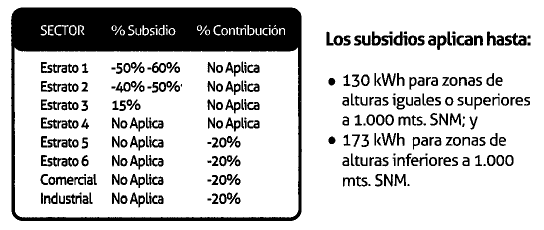 SECTOR % Subsidio % Contribución
Estrato 1 -50% -60% No Aplica
Estrato 2 -40% -50% No Aplica
Estrato 3 15% No Aplica
Estrato 4 No Aplica No Aplica
Estrato 5 No Aplica -20%
Estrato 6 No Aplica -20%
Comercial No Aplica -20%
Industrial No Aplica -20%
Los subsidios aplican hasta:
• 130 kWh para zonas de
alturas iguales o superiores
a 1.000 mts. SNM; y
• 173 kWh para zonas de
alturas inferiores a 1.000
mts. SNM.